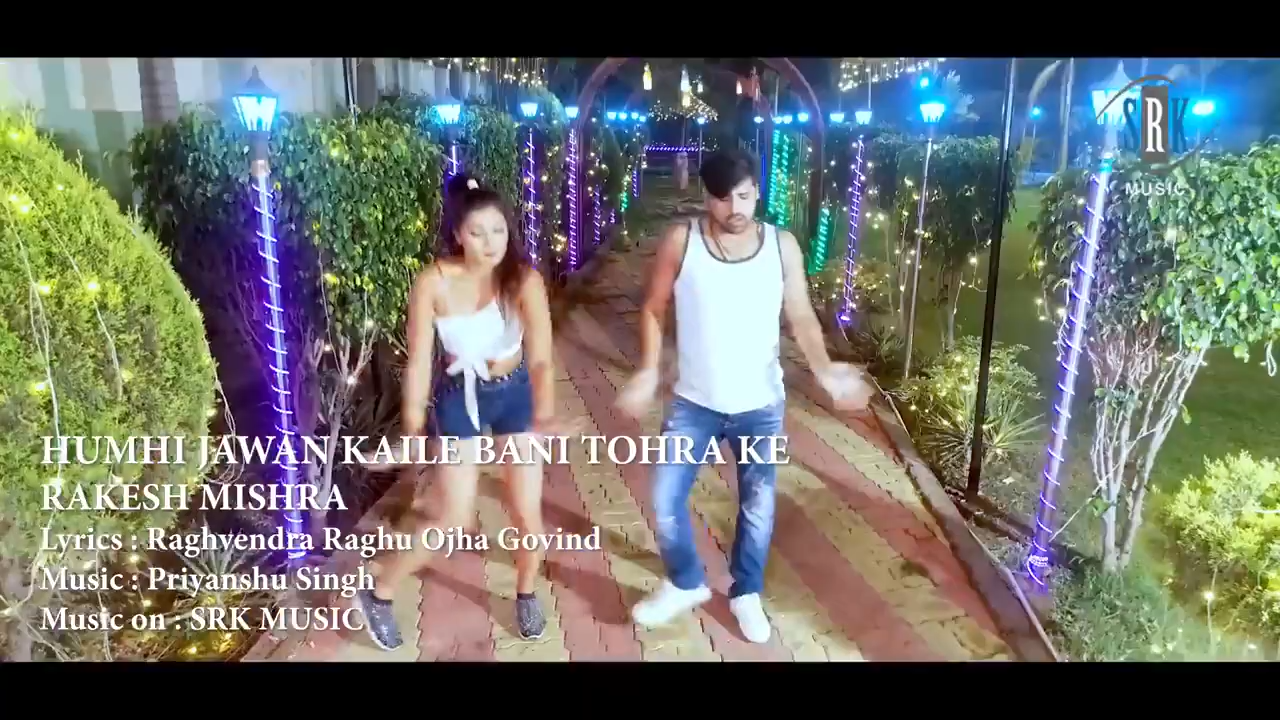 SRK
MUSIC
HUMHI JAWAN KAILE BANI TOHRA KE
RAKESH MISHRA
Lyrics : Raghvendra Raghu Ojha Govind
Music : Priyanshu Singh
Music on : SRK MUSIC